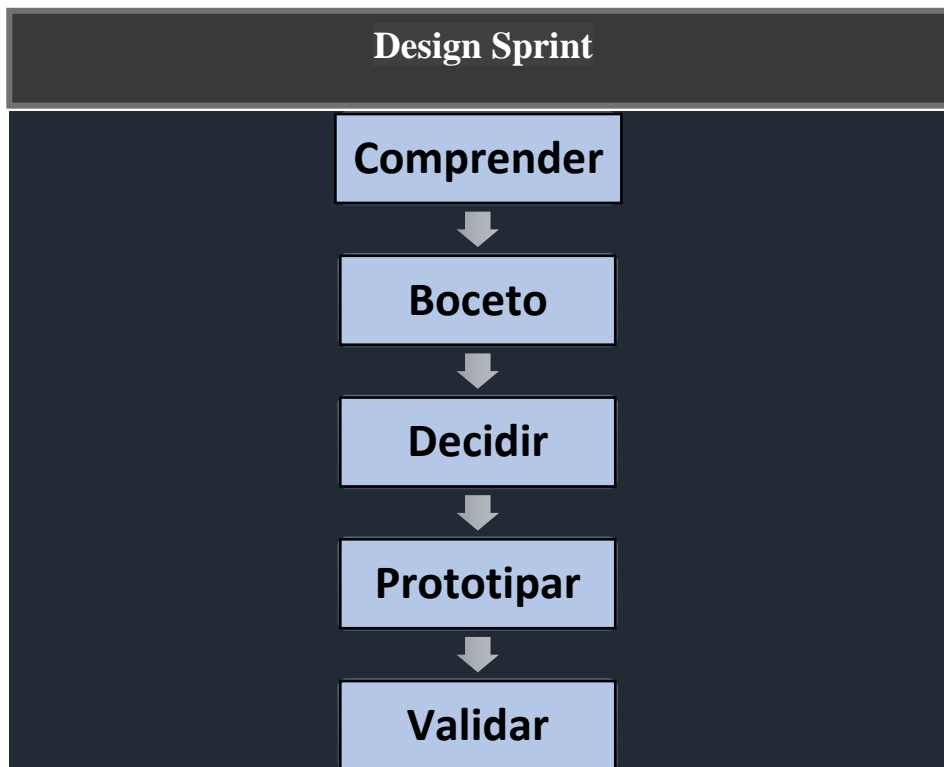 Design Sprint
Comprender
Boceto
Decidir
Prototipar
Validar